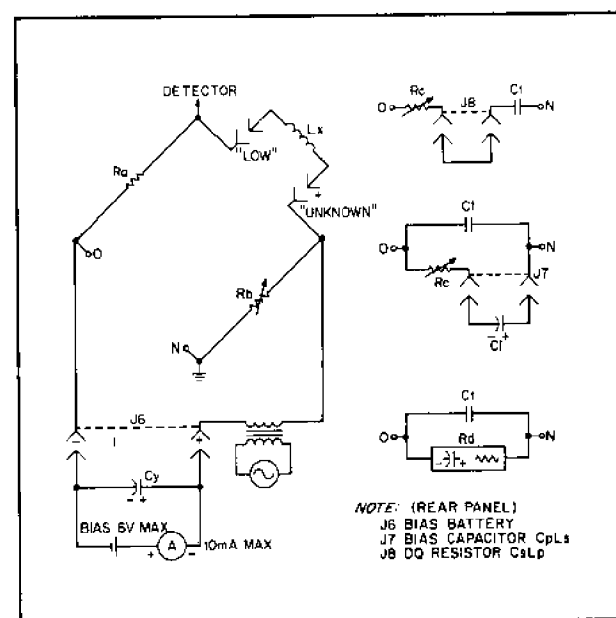 DETECTOR
Ra
"LOW"
Lx
+
"UNKNOWN"
O
Rb
N
J6
-
I
+
Cy
- +
BIAS 6V MAX
+ A -
10mA MAX
O Rc J8 C1 N
C1
O N
Rc J7
- +
C1
O N
Rd
- +
NOTE: (REAR PANEL)
J6 BIAS BATTERY
J7 BIAS CAPACITOR CpLs
J8 DQ RESISTOR CsLp